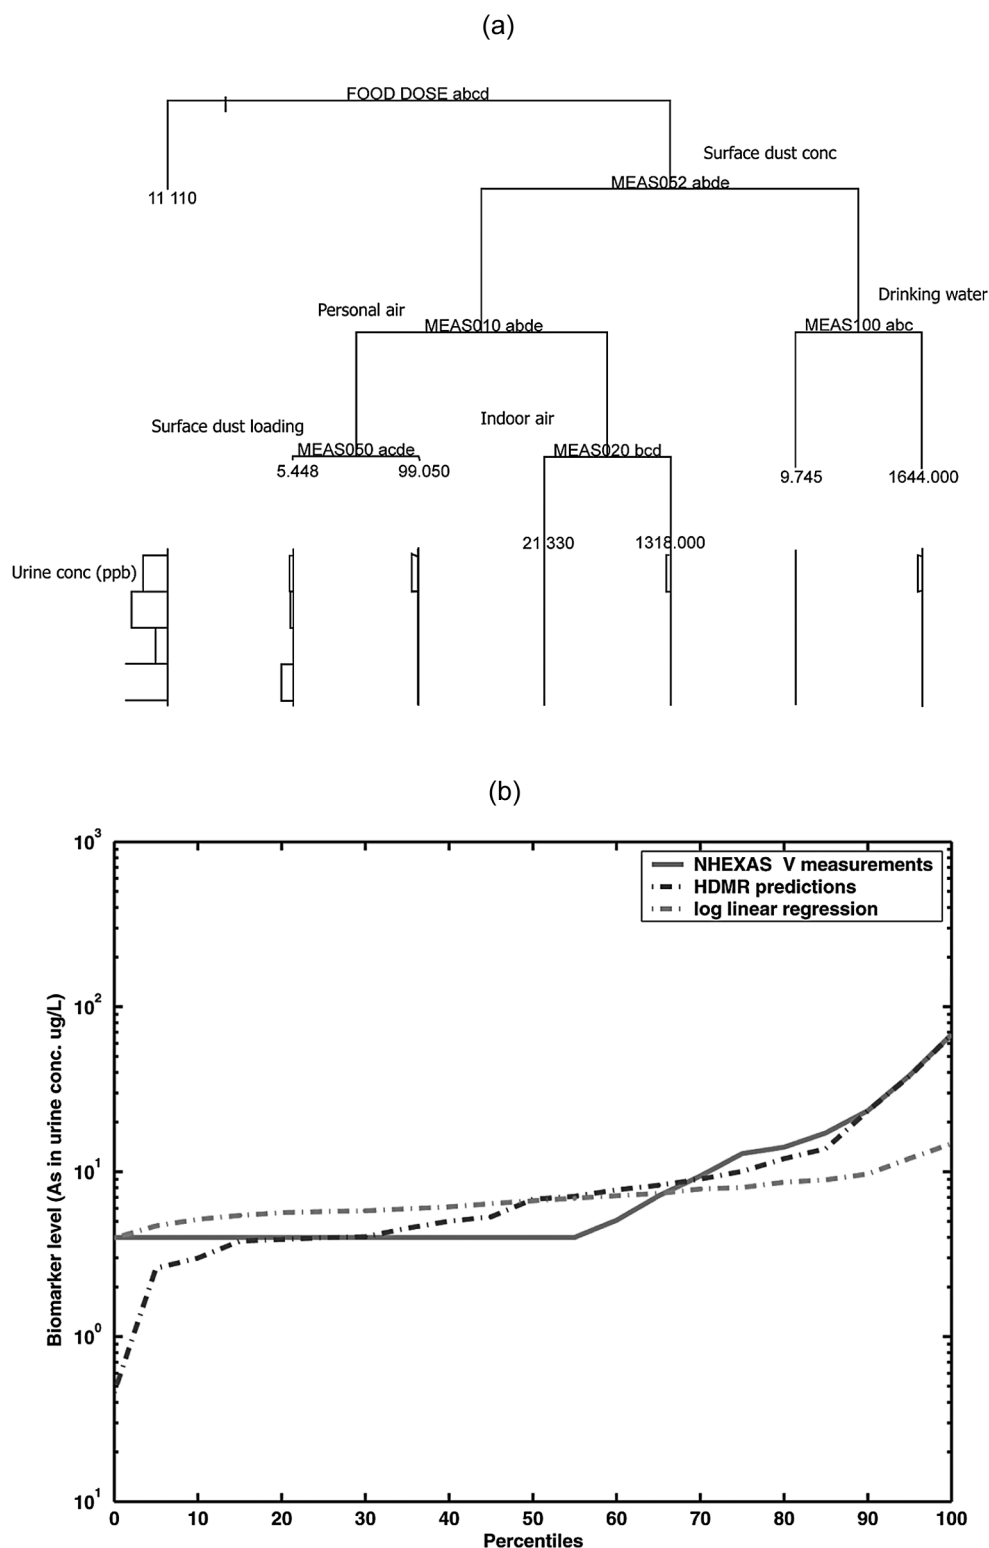 (a)
FOOD DOSE abcd
Surface dust conc
MEAS052 abde
11 110
Drinking water
Personal air
MEAS010 abde
MEAS100 abc
Indoor air
Surface dust loading
MEAS050 acde
MEAS020 bcd
5.448
99.050
9.745
1644.000
21 330
1318.000
Urine conc (ppb)
(b)
10³
NHEXAS V measurements
HDMR predictions
log linear regression
10²
10¹
10⁰
10¹
Biomarker level (As in urine conc. ug/L)
0 10 20 30 40 50 60 70 80 90 100
Percentiles